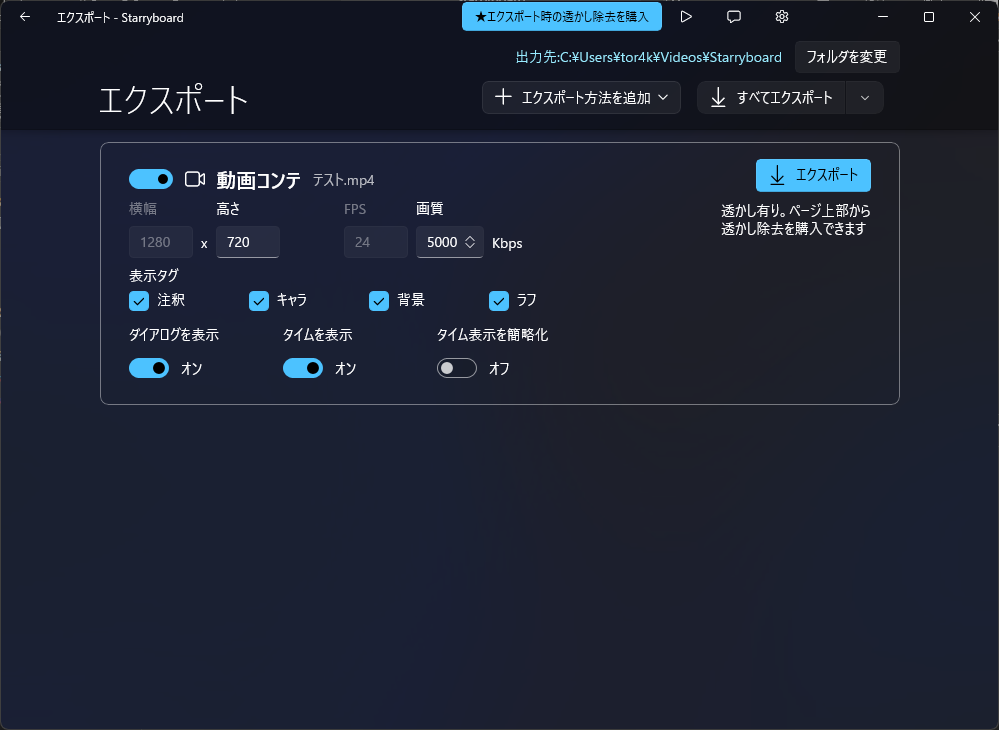 エクスポート - Starryboard
★エクスポート時の透かし除去を購入
出力先:C:¥Users¥tor4k¥Videos¥Starryboard
フォルダを変更
エクスポート
エクスポート方法を追加
すべてエクスポート
動画コンテ テスト.mp4
エクスポート
透かし有り。ページ上部から
透かし除去を購入できます
横幅 高さ FPS 画質
1280 x 720 24 5000 Kbps
表示タグ
注釈 キャラ 背景 ラフ
ダイアログを表示 タイムを表示 タイム表示を簡略化
オン オン オフ